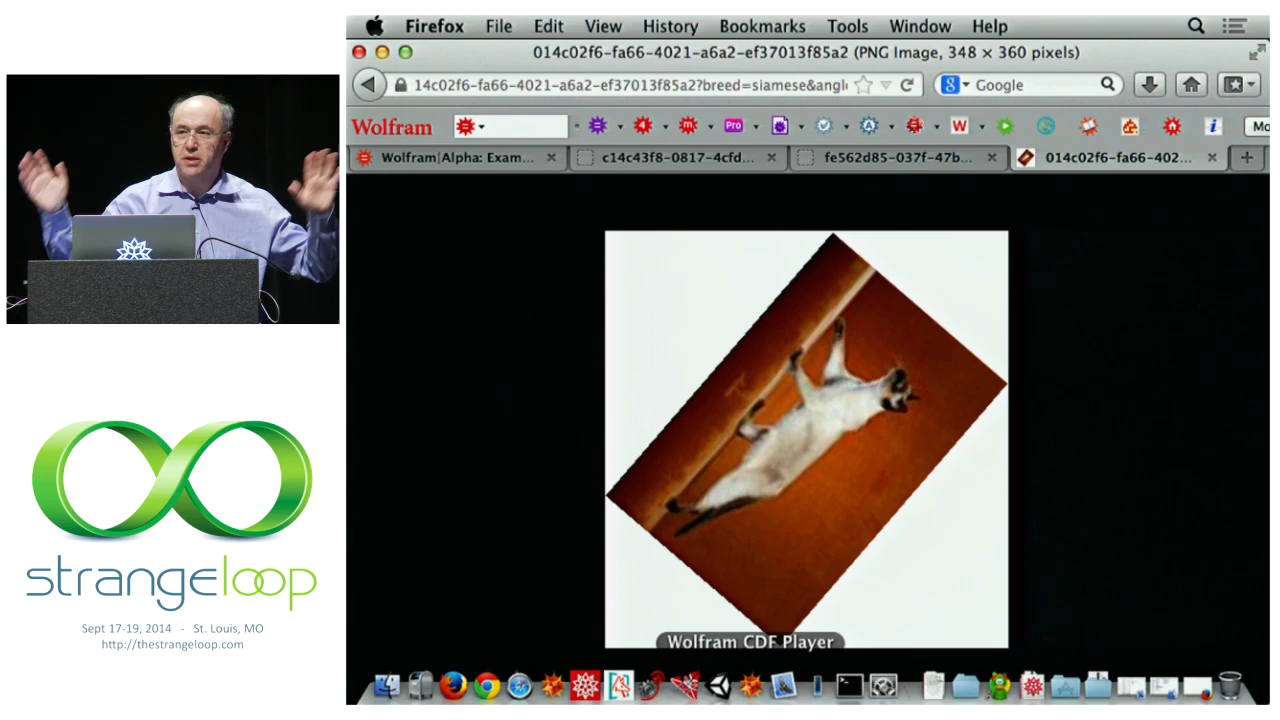 Firefox File Edit View History Bookmarks Tools Window Help
014c02f6-fa66-4021-a6a2-ef37013f85a2 (PNG Image, 348 × 360 pixels)
14c02f6-fa66-4021-a6a2-ef37013f85a2?breed=siamese&angl
Google
Wolfram
Pro
W
Mo
Wolfram|Alpha: Exam...
c14c43f8-0817-4cfd...
fe562d85-037f-47b...
014c02f6-fa66-402...
Wolfram CDF Player
strangeloop
Sept 17-19, 2014 - St. Louis, MO
http://thestrangeloop.com